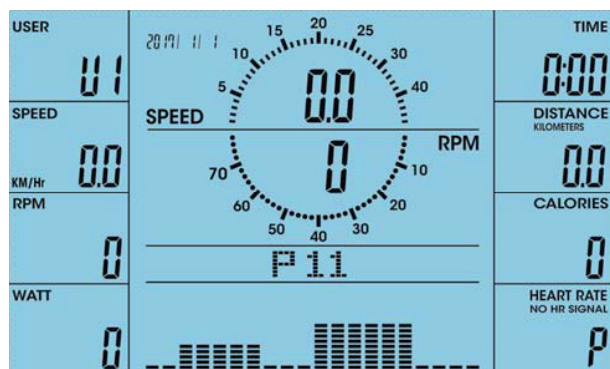 USER
U1
SPEED
KM/Hr 0.0
RPM
0
WATT
0
2017/ 1/ 1
5 10 15 20 25 30 40
SPEED
0.0
RPM
0
10 20 30 40 50 60 70
P11
TIME
0:00
DISTANCE
KILOMETERS
0.0
CALORIES
0
HEART RATE
NO HR SIGNAL
P